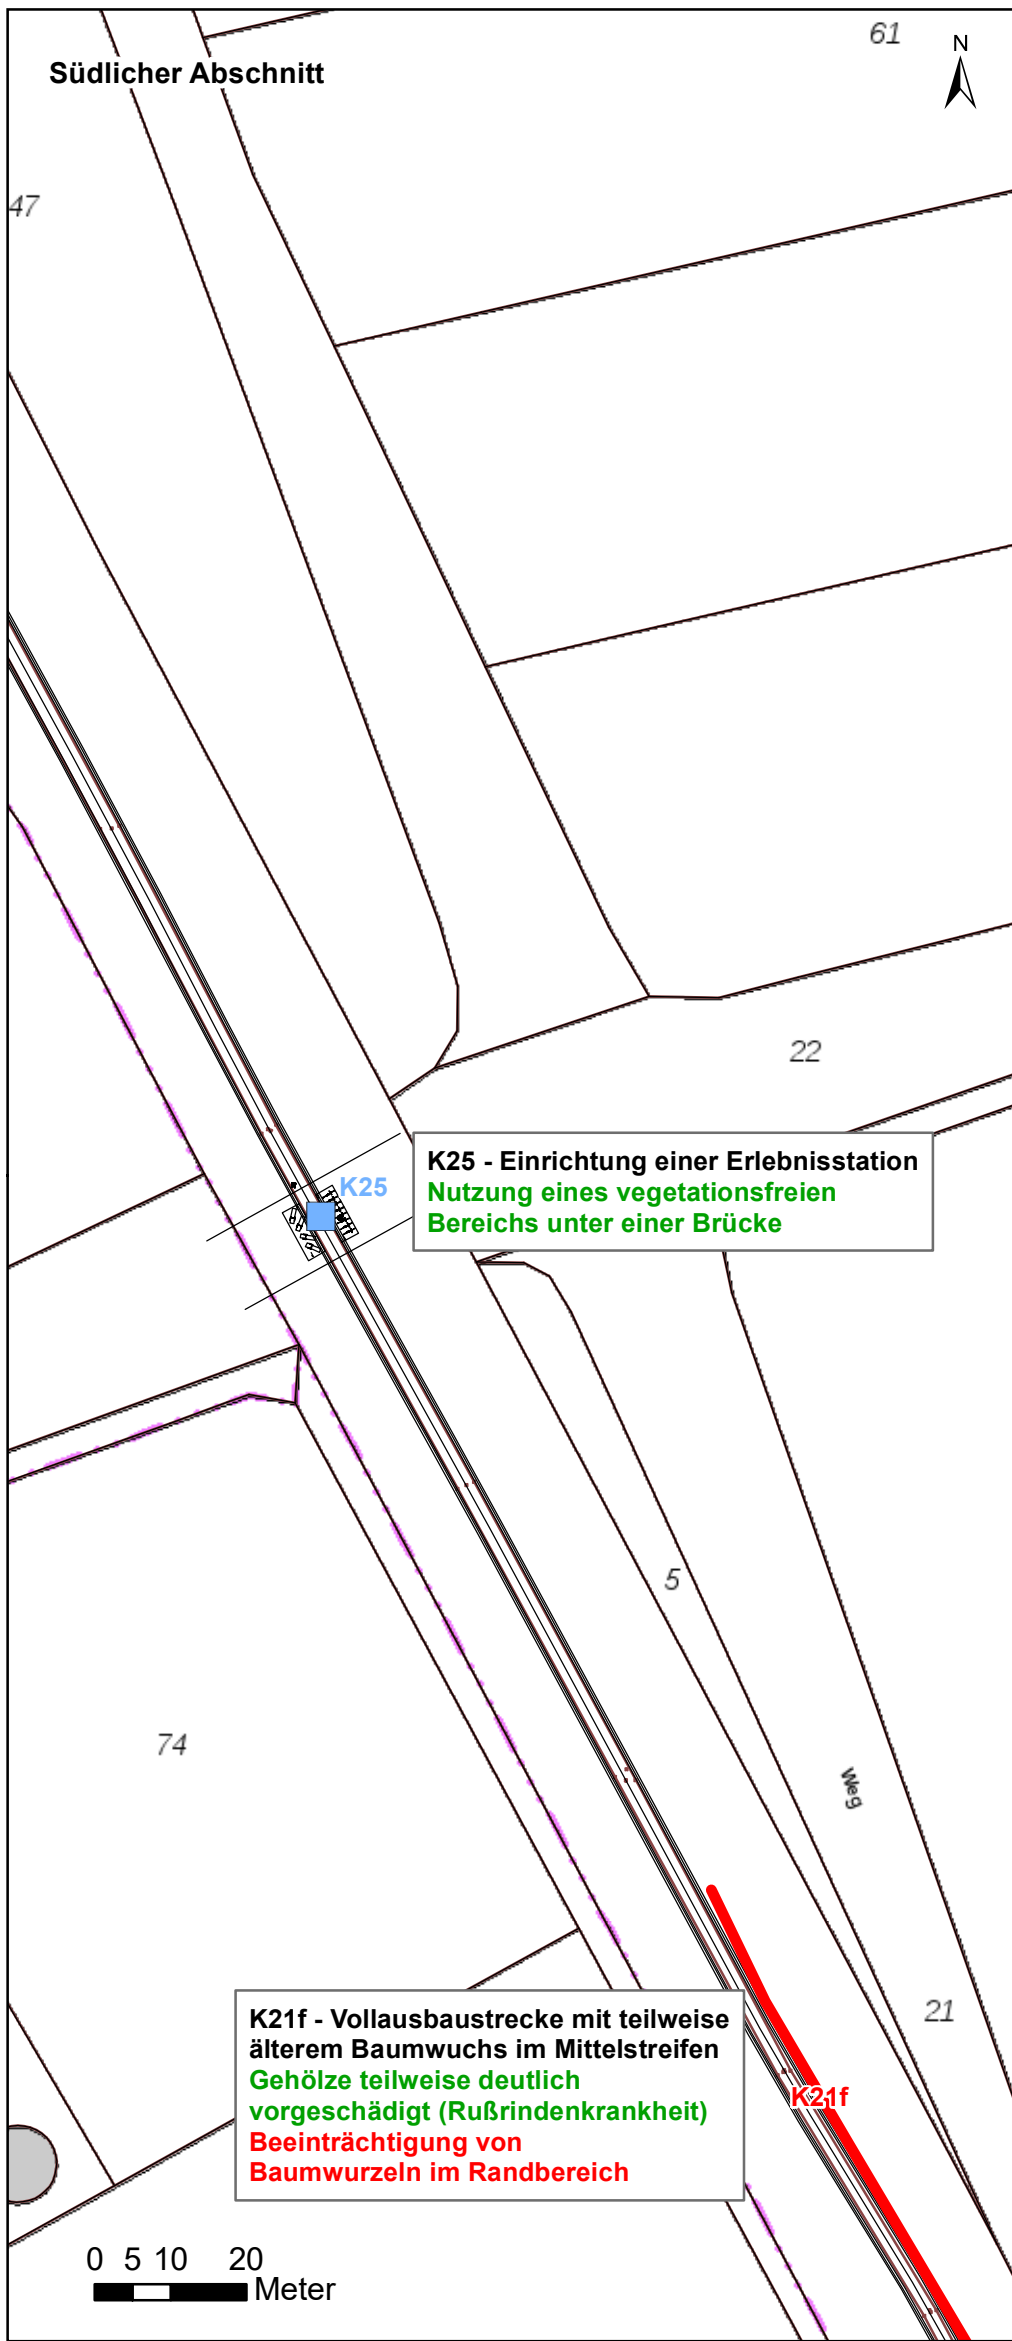 61
N
Südlicher Abschnitt
47
22
K25 - Einrichtung einer Erlebnisstation
Nutzung eines vegetationsfreien
Bereichs unter einer Brücke
K25
5
74
Weg
21
K21f - Vollausbaustrecke mit teilweise
älterem Baumwuchs im Mittelstreifen
Gehölze teilweise deutlich
vorgeschädigt (Rußrindenkrankheit)
Beeinträchtigung von
Baumwurzeln im Randbereich
K21f
0 5 10 20
Meter